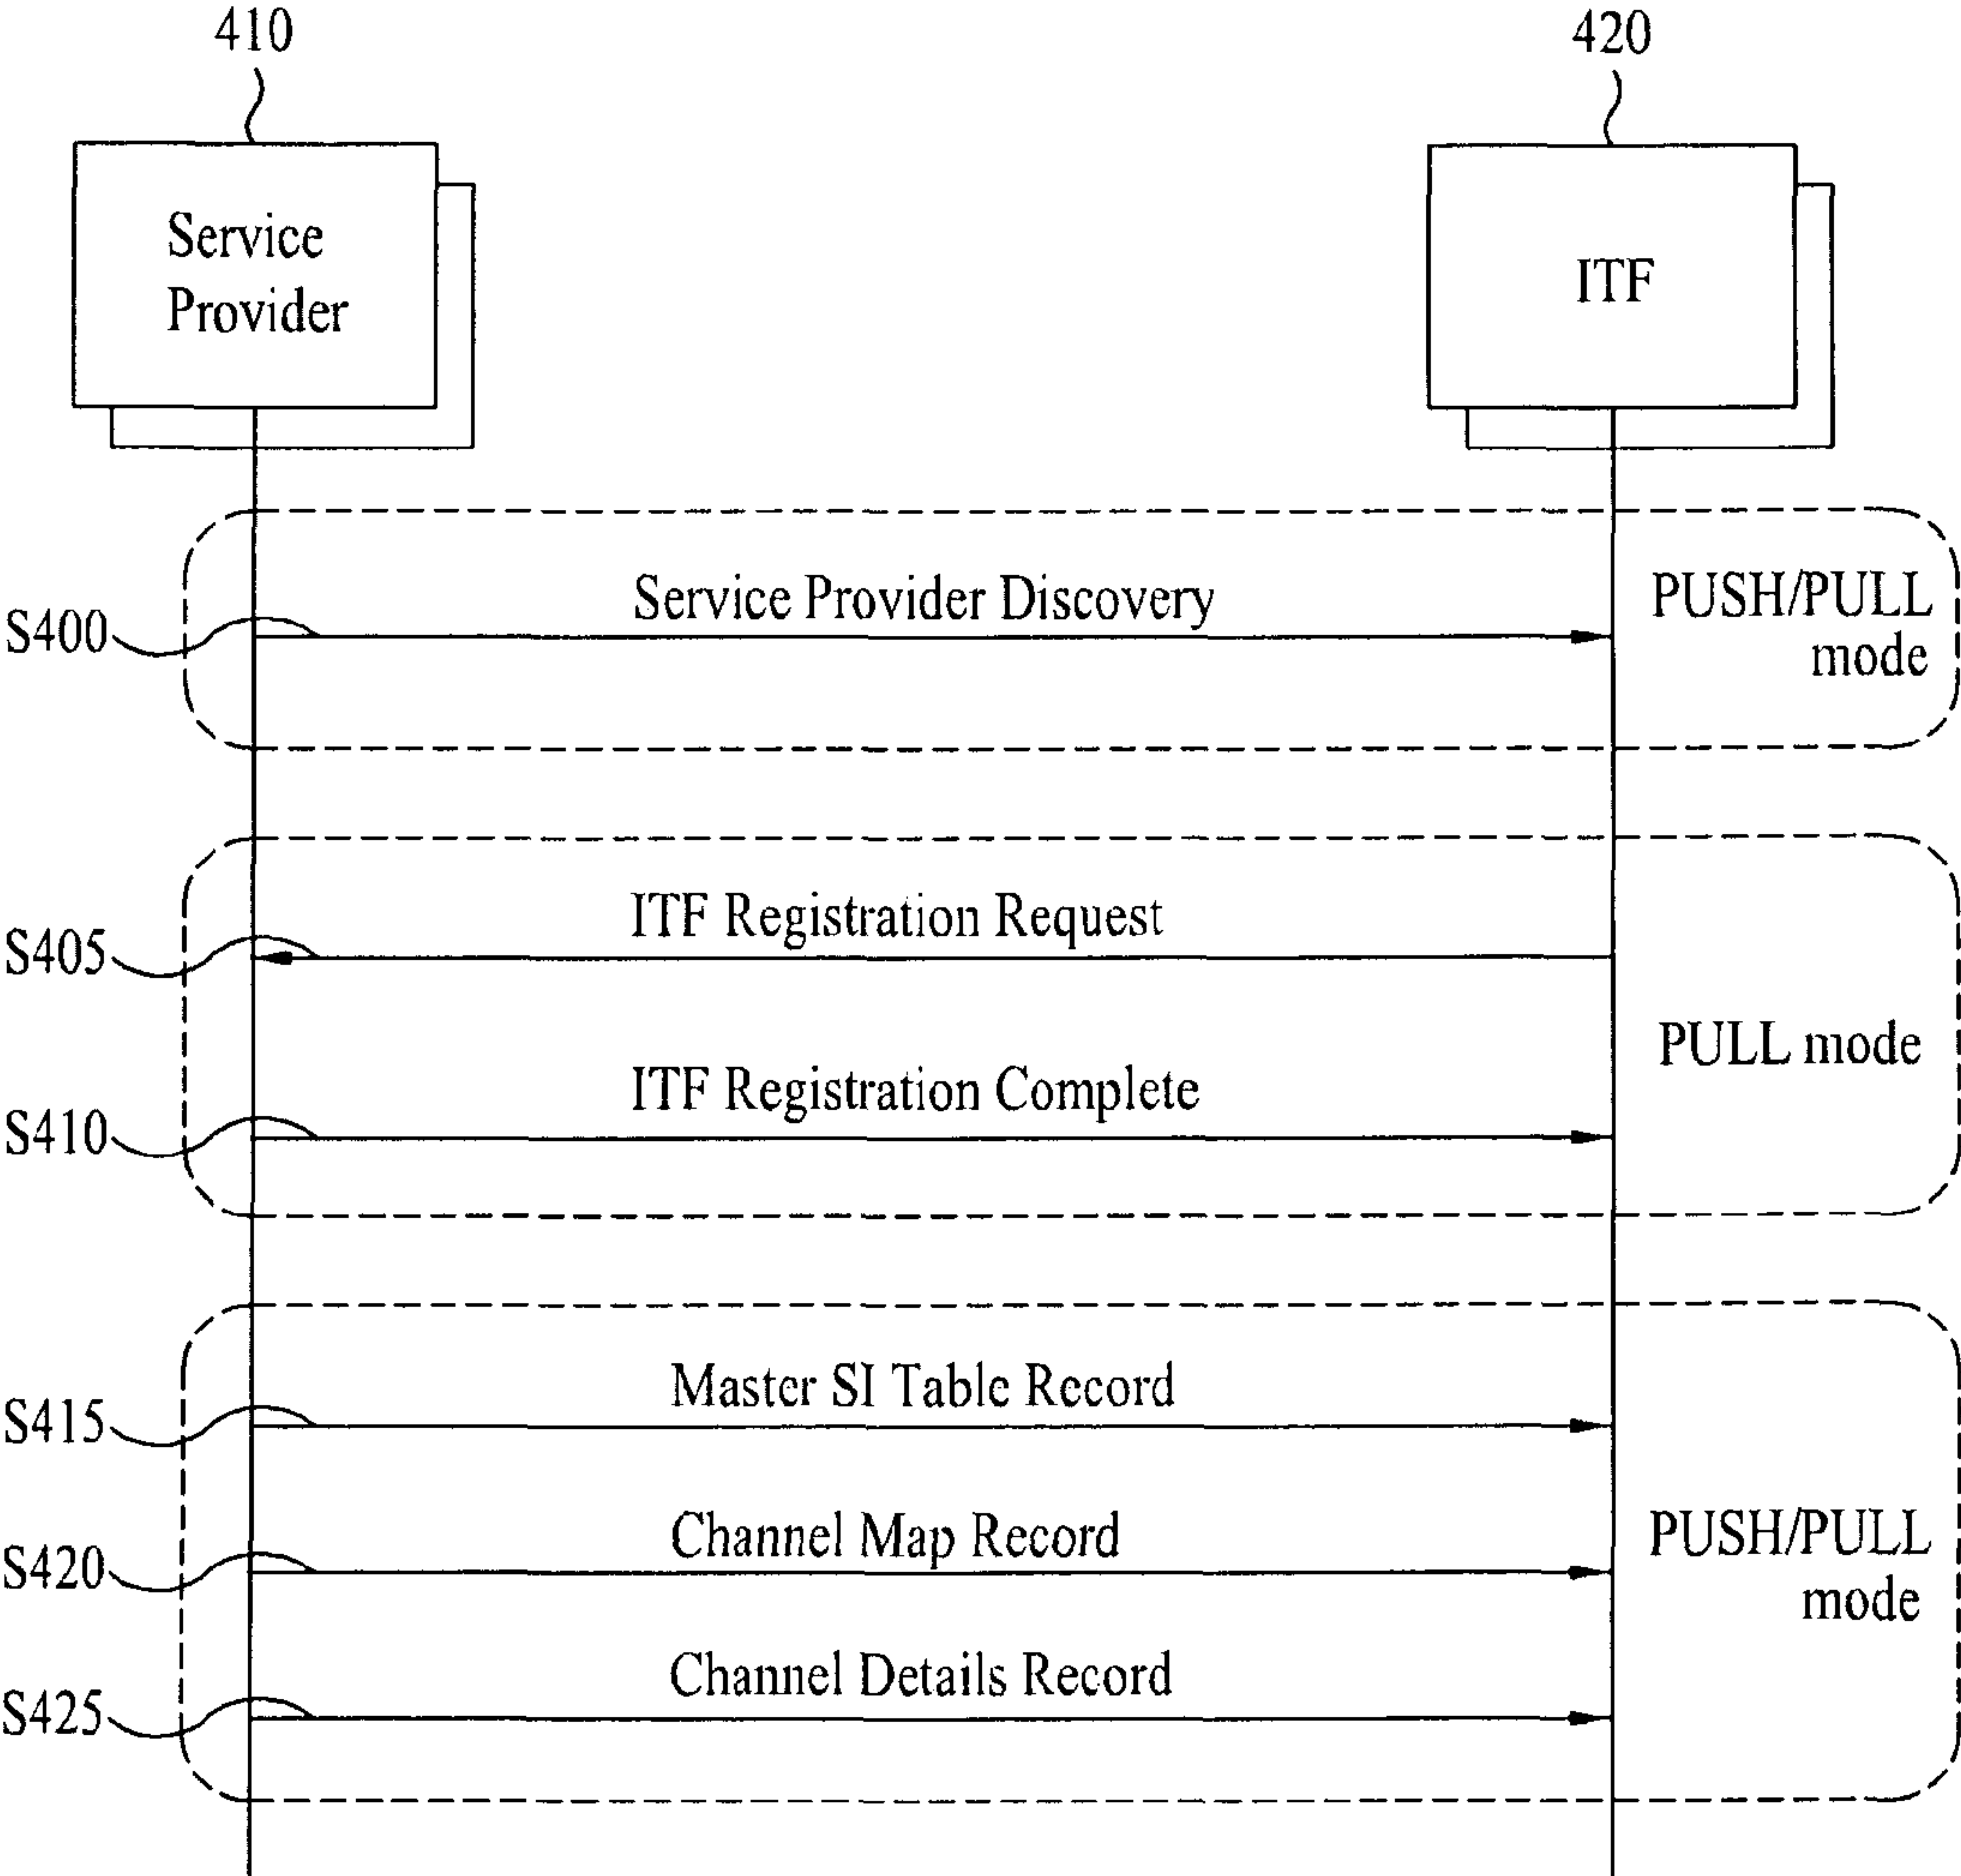 410
420
Service
Provider
ITF
Service Provider Discovery
PUSH/PULL
mode
S400
ITF Registration Request
S405
PULL mode
ITF Registration Complete
S410
Master SI Table Record
S415
Channel Map Record
PUSH/PULL
mode
S420
Channel Details Record
S425